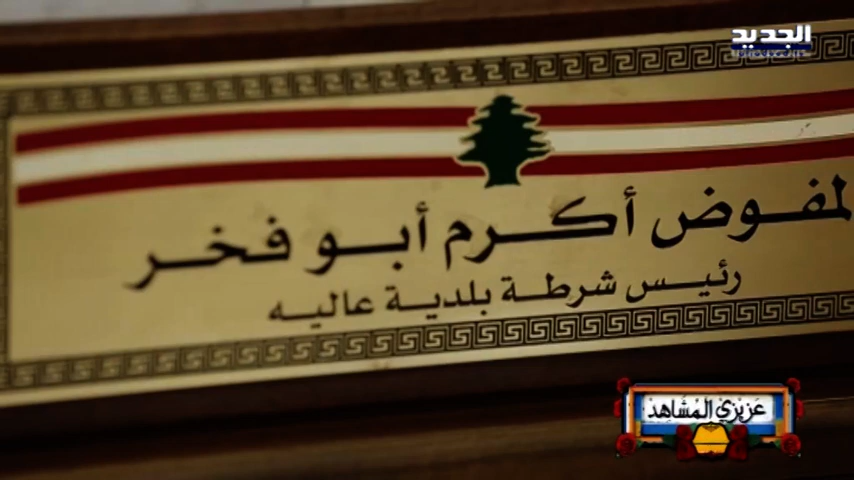 الجديد
لمفوض أكرم أبو فخر
رئيس شرطة بلدية عاليه
عزيزي المشاهد